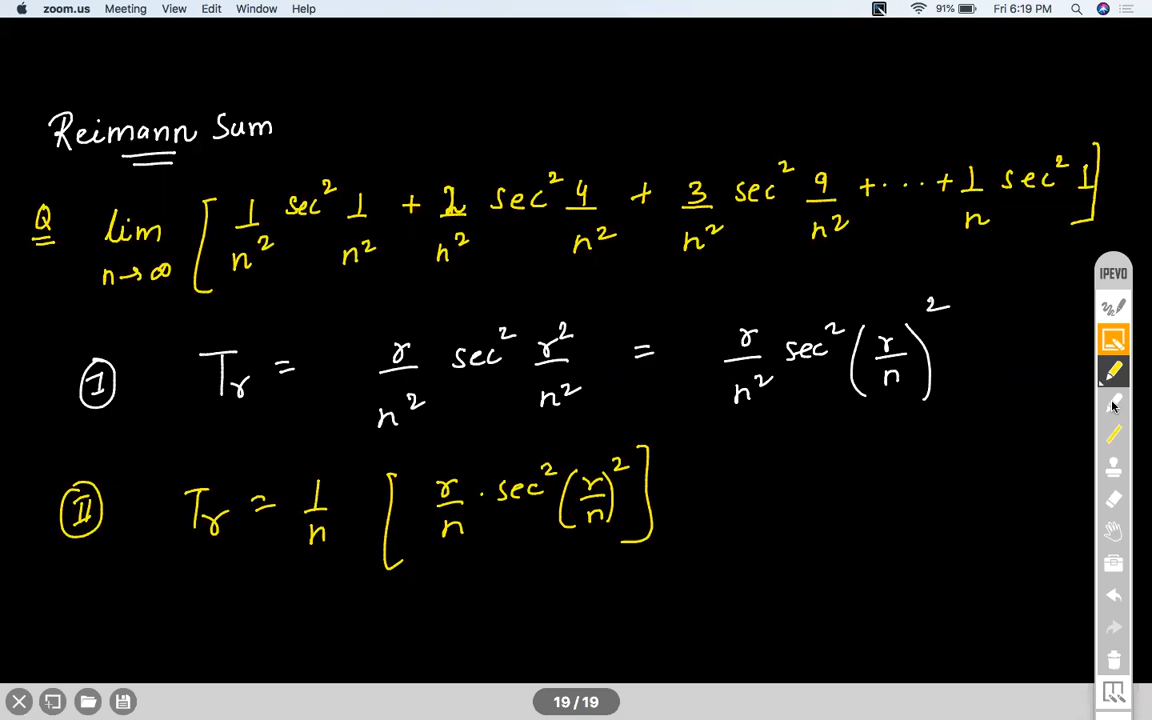 zoom.us Meeting View Edit Window Help 91% Fri 6:19 PM
Reimann Sum
Q lim n→∞ [ 1/n² sec² 1/n² + 2/n² sec² 4/n² + 3/n² sec² 9/n² + ··· + 1/n sec² 1 ]
IPEVO
I Tr = r/n² sec² r²/n² = r/n² sec² (r/n)²
II Tr = 1/n [ r/n · sec² (r/n)² ]
19 / 19